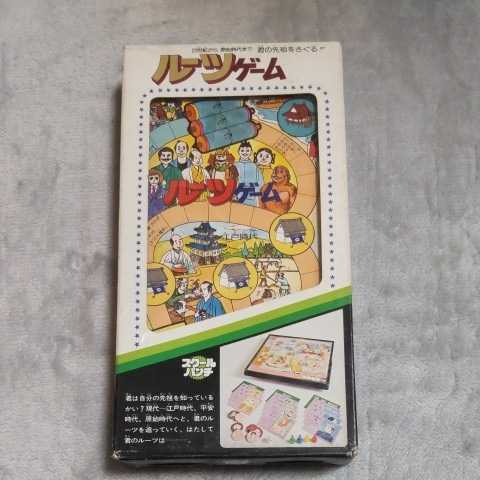 20世紀から 原始時代まで 君の先祖をさぐる!!
ルーツゲーム
ルーツゲーム
江戸時代
スクール
パンチ
君は自分の先祖を知っている
かい?現代―江戸時代、平安
時代、原始時代へと、君のルー
ツを追っていく、はたして
君のルーツは